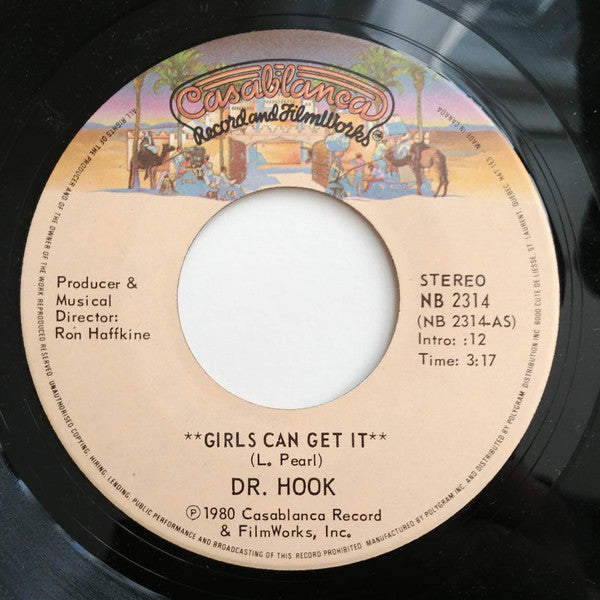 Casablanca
Record and FilmWorks
Producer &
Musical
Director:
Ron Haffkine
STEREO
NB 2314
(NB 2314-AS)
Intro: :12
Time: 3:17
**GIRLS CAN GET IT**
(L. Pearl)
DR. HOOK
Ⓟ 1980 Casablanca Record
& FilmWorks, Inc.
ALL RIGHTS OF THE PRODUCER AND OF THE OWNER OF THE WORK REPRODUCED RESERVED. UNAUTHORISED COPYING, HIRING, LENDING, PUBLIC PERFORMANCE AND BROADCASTING OF THIS RECORD PROHIBITED. MANUFACTURED BY POLYGRAM INC. AND DISTRIBUTED BY POLYGRAM DISTRIBUTION INC 6000 COTE DE LIESSE, ST. LAURENT, QUEBEC, H4T 1E3
MADE IN CANADA